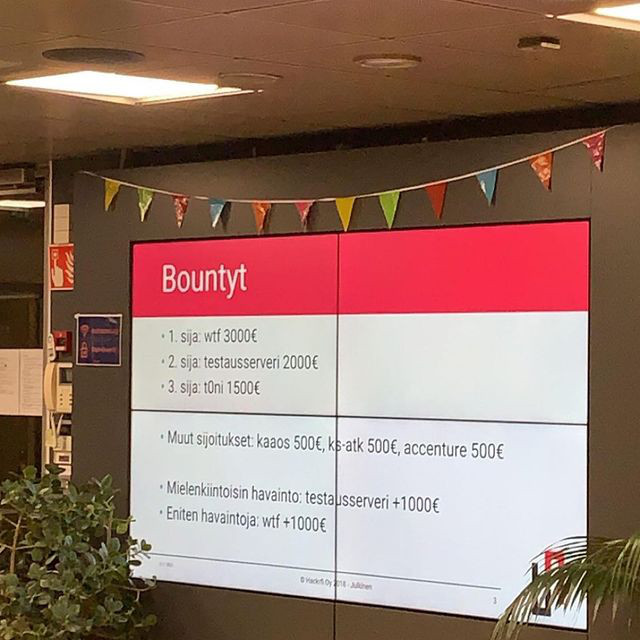 Bountyt
• 1. sija: wtf 3000€
• 2. sija: testausserveri 2000€
• 3. sija: t0ni 1500€
• Muut sijoitukset: kaaos 500€, ks-atk 500€, accenture 500€
• Mielenkiintoisin havainto: testausserveri +1000€
• Eniten havaintoja: wtf +1000€
© Hackrfi Oy 2018 - Julkinen
3